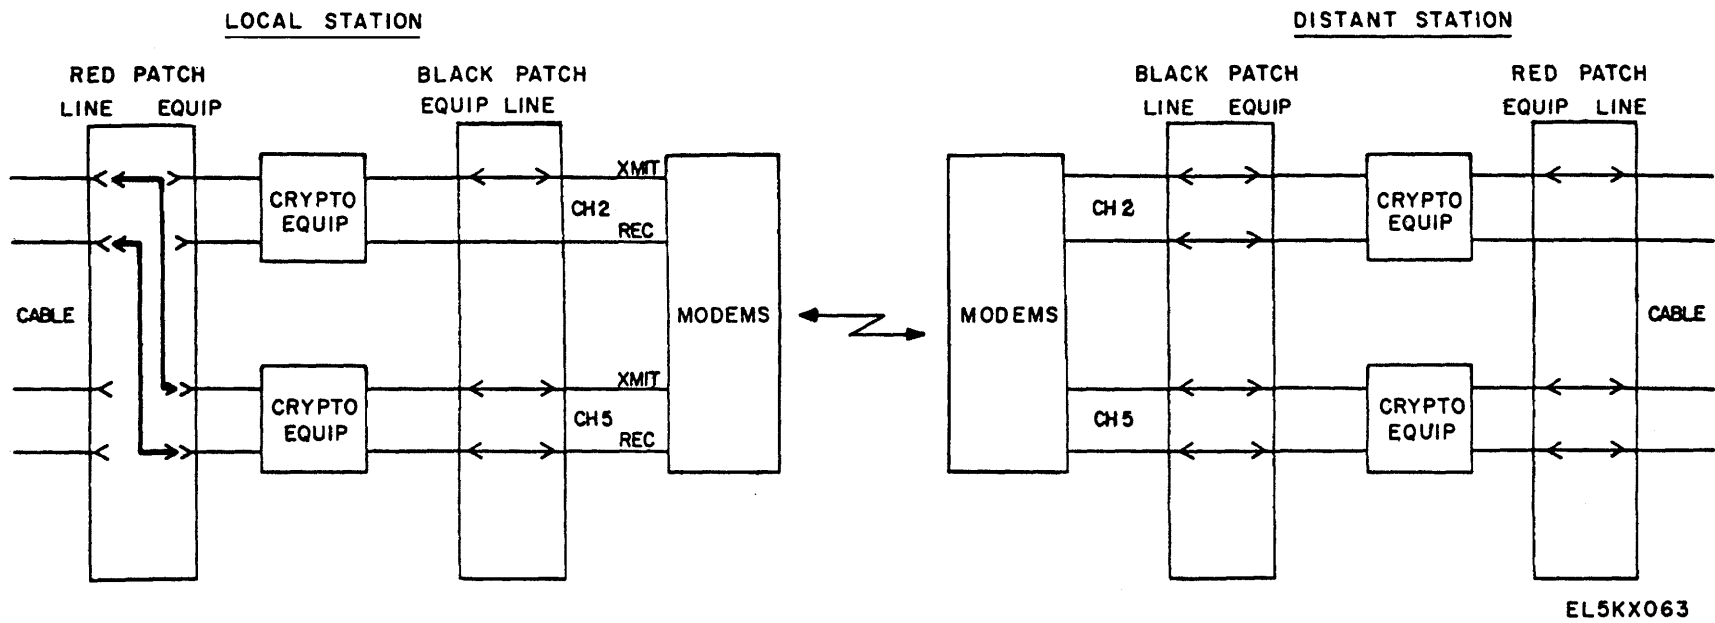 LOCAL STATION
DISTANT STATION
RED PATCH
LINE EQUIP
BLACK PATCH
EQUIP LINE
BLACK PATCH
LINE EQUIP
RED PATCH
EQUIP LINE
CRYPTO
EQUIP
XMIT
CH2
REC
CH2
CRYPTO
EQUIP
CABLE
MODEMS
MODEMS
CABLE
CRYPTO
EQUIP
XMIT
CH5
REC
CH5
CRYPTO
EQUIP
EL5KX063